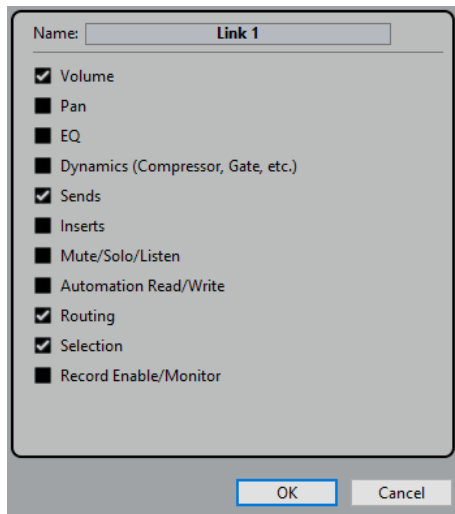 Name: Link 1
Volume
Pan
EQ
Dynamics (Compressor, Gate, etc.)
Sends
Inserts
Mute/Solo/Listen
Automation Read/Write
Routing
Selection
Record Enable/Monitor
OK Cancel